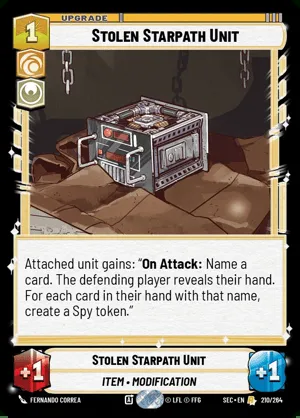 UPGRADE
1
STOLEN STARPATH UNIT
Attached unit gains: “On Attack: Name a
card. The defending player reveals their hand.
For each card in their hand with that name,
create a Spy token.”
STOLEN STARPATH UNIT
+1
ITEM • MODIFICATION
+1
FERNANDO CORREA
© LFL © FFG
SEC • EN
210/264